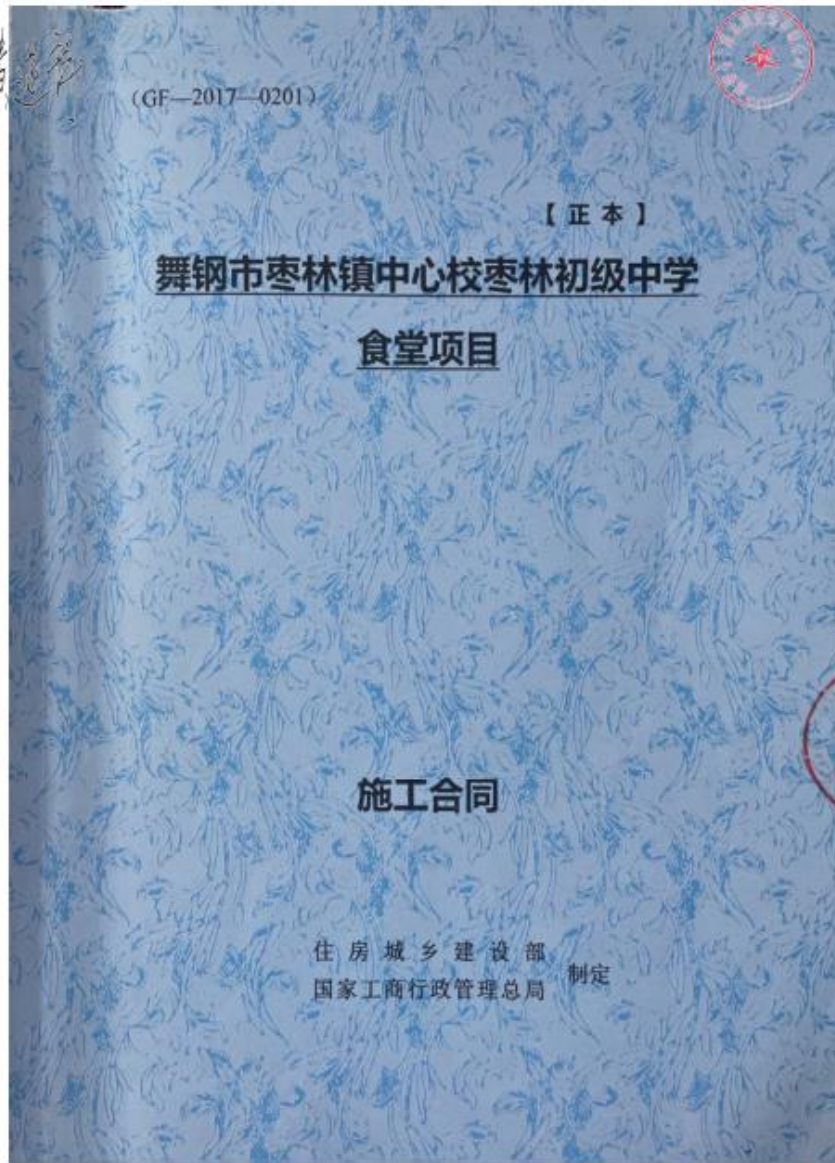 （GF—2017—0201）
【正本】
舞钢市枣林镇中心校枣林初级中学
食堂项目
施工合同
住房城乡建设部
国家工商行政管理总局 制定